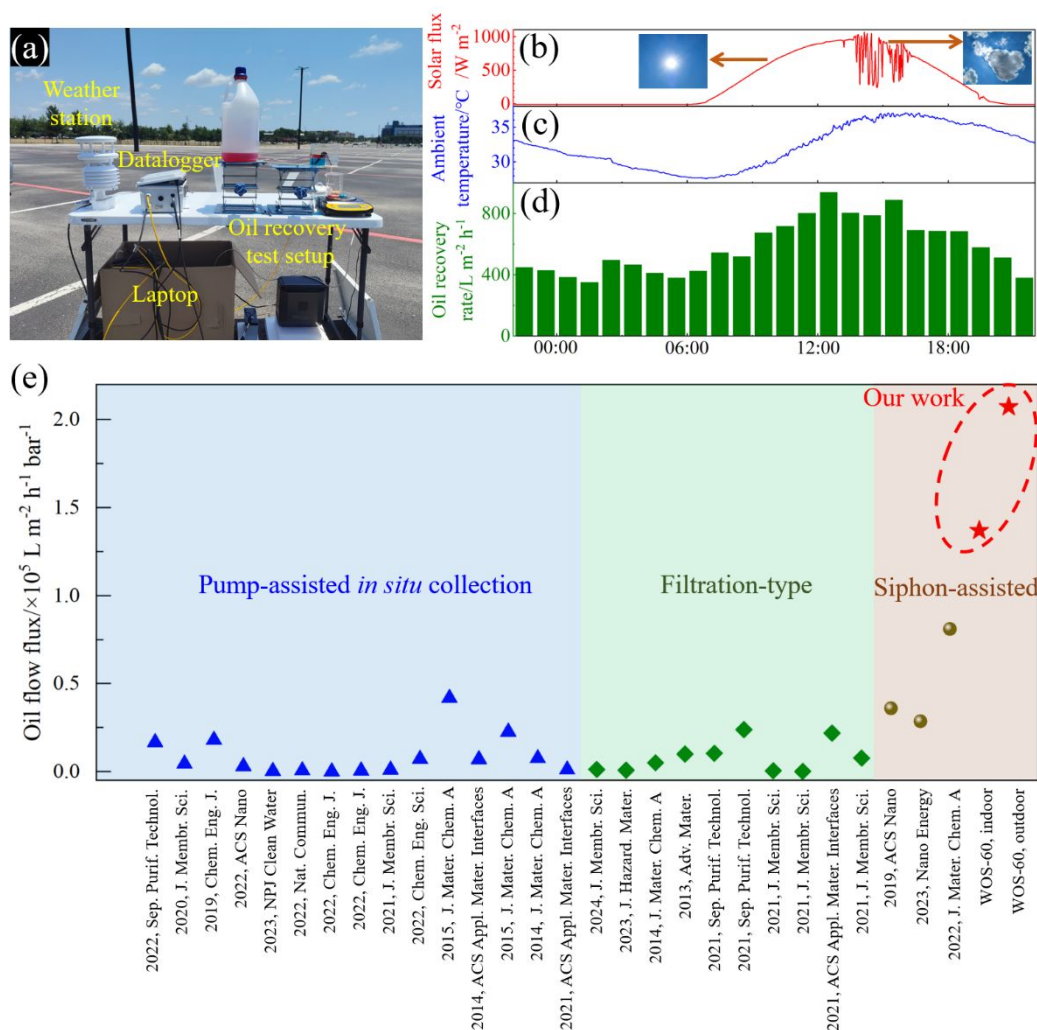 (a)
Weather
station
Datalogger
Oil recovery
test setup
Laptop
Solar flux
/W m-2
1000
500
0
(b)
Ambient
temperature/°C
35
30
(c)
Oil recovery
rate/L m-2 h-1
800
400
0
(d)
00:00
06:00
12:00
18:00
(e)
Oil flow flux/×10⁵ L m⁻² h⁻¹ bar⁻¹
2.0
1.5
1.0
0.5
0.0
Our work
Pump-assisted in situ collection
Filtration-type
Siphon-assisted
2022, Sep. Purif. Technol.
2020, J. Membr. Sci.
2019, Chem. Eng. J.
2022, ACS Nano
2023, NPJ Clean Water
2022, Nat. Commun.
2022, Chem. Eng. J.
2022, Chem. Eng. J.
2021, J. Membr. Sci.
2022, Chem. Eng. Sci.
2015, J. Mater. Chem. A
2014, ACS Appl. Mater. Interfaces
2015, J. Mater. Chem. A
2014, J. Mater. Chem. A
2021, ACS Appl. Mater. Interfaces
2024, J. Membr. Sci.
2023, J. Hazard. Mater.
2014, J. Mater. Chem. A
2013, Adv. Mater.
2021, Sep. Purif. Technol.
2021, Sep. Purif. Technol.
2021, J. Membr. Sci.
2021, J. Membr. Sci.
2021, ACS Appl. Mater. Interfaces
2021, J. Membr. Sci.
2019, ACS Nano
2023, Nano Energy
2022, J. Mater. Chem. A
WOS-60, indoor
WOS-60, outdoor